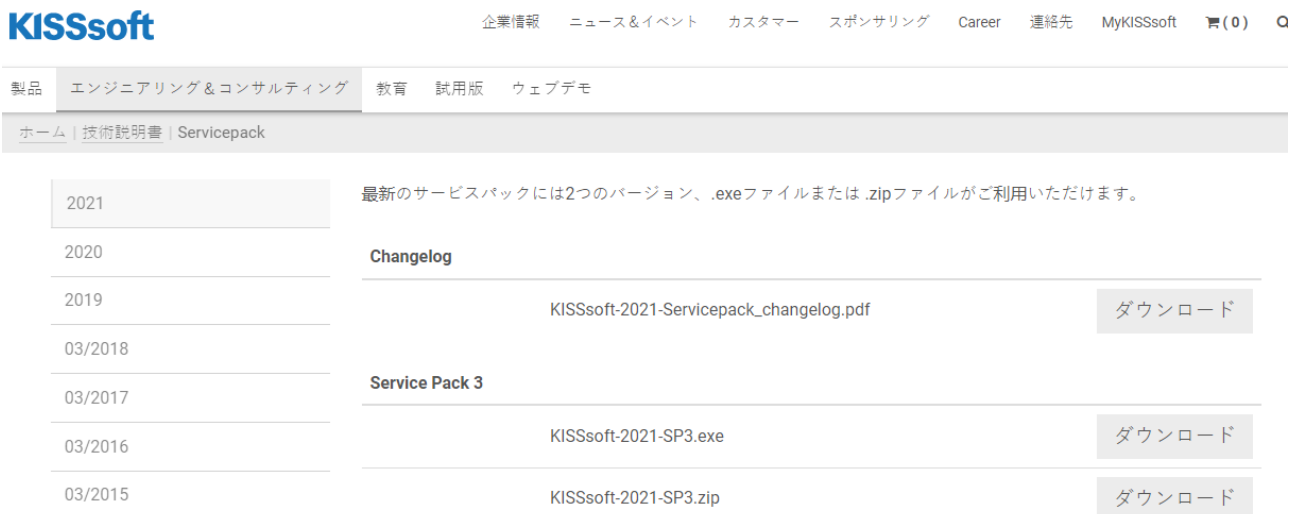 KISSsoft
企業情報 ニュース＆イベント カスタマー スポンサリング Career 連絡先 MyKISSsoft (0)
製品 エンジニアリング＆コンサルティング 教育 試用版 ウェブデモ
ホーム | 技術説明書 | Servicepack
2021
2020
2019
03/2018
03/2017
03/2016
03/2015
最新のサービスパックには2つのバージョン、.exeファイルまたは .zipファイルがご利用いただけます。
Changelog
KISSsoft-2021-Servicepack_changelog.pdf ダウンロード
Service Pack 3
KISSsoft-2021-SP3.exe ダウンロード
KISSsoft-2021-SP3.zip ダウンロード